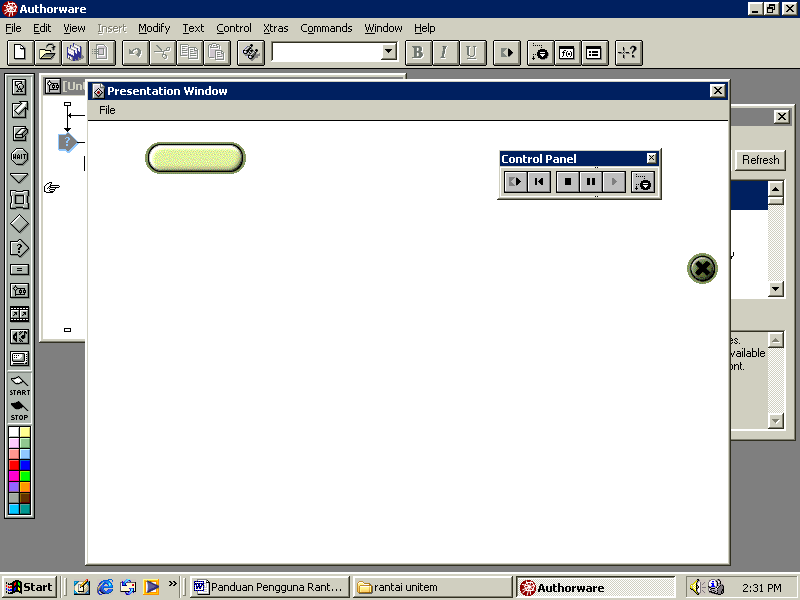 Authorware
File Edit View Insert Modify Text Control Xtras Commands Window Help
B I U
[Unt
Presentation Window
File
Control Panel
Refresh
WAIT
?
=
START
STOP
es.
vailable
ont.
Start
Panduan Pengguna Rant...
rantai unitem
Authorware
2:31 PM